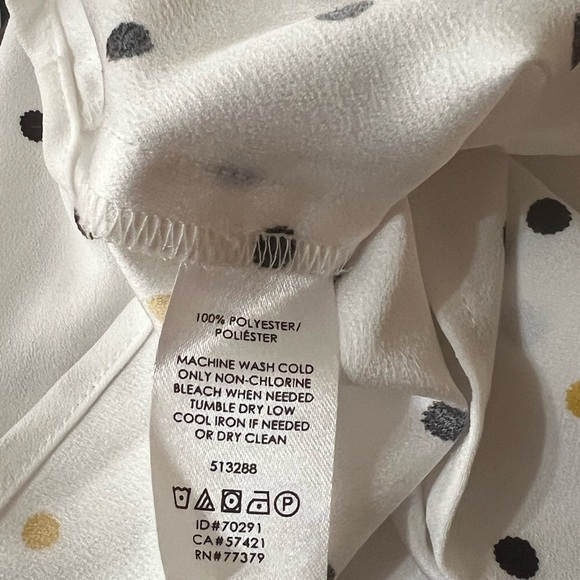 100% POLYESTER/
POLIÉSTER
MACHINE WASH COLD
ONLY NON-CHLORINE
BLEACH WHEN NEEDED
TUMBLE DRY LOW
COOL IRON IF NEEDED
OR DRY CLEAN
513288
P
ID#70291
CA#57421
RN#77379